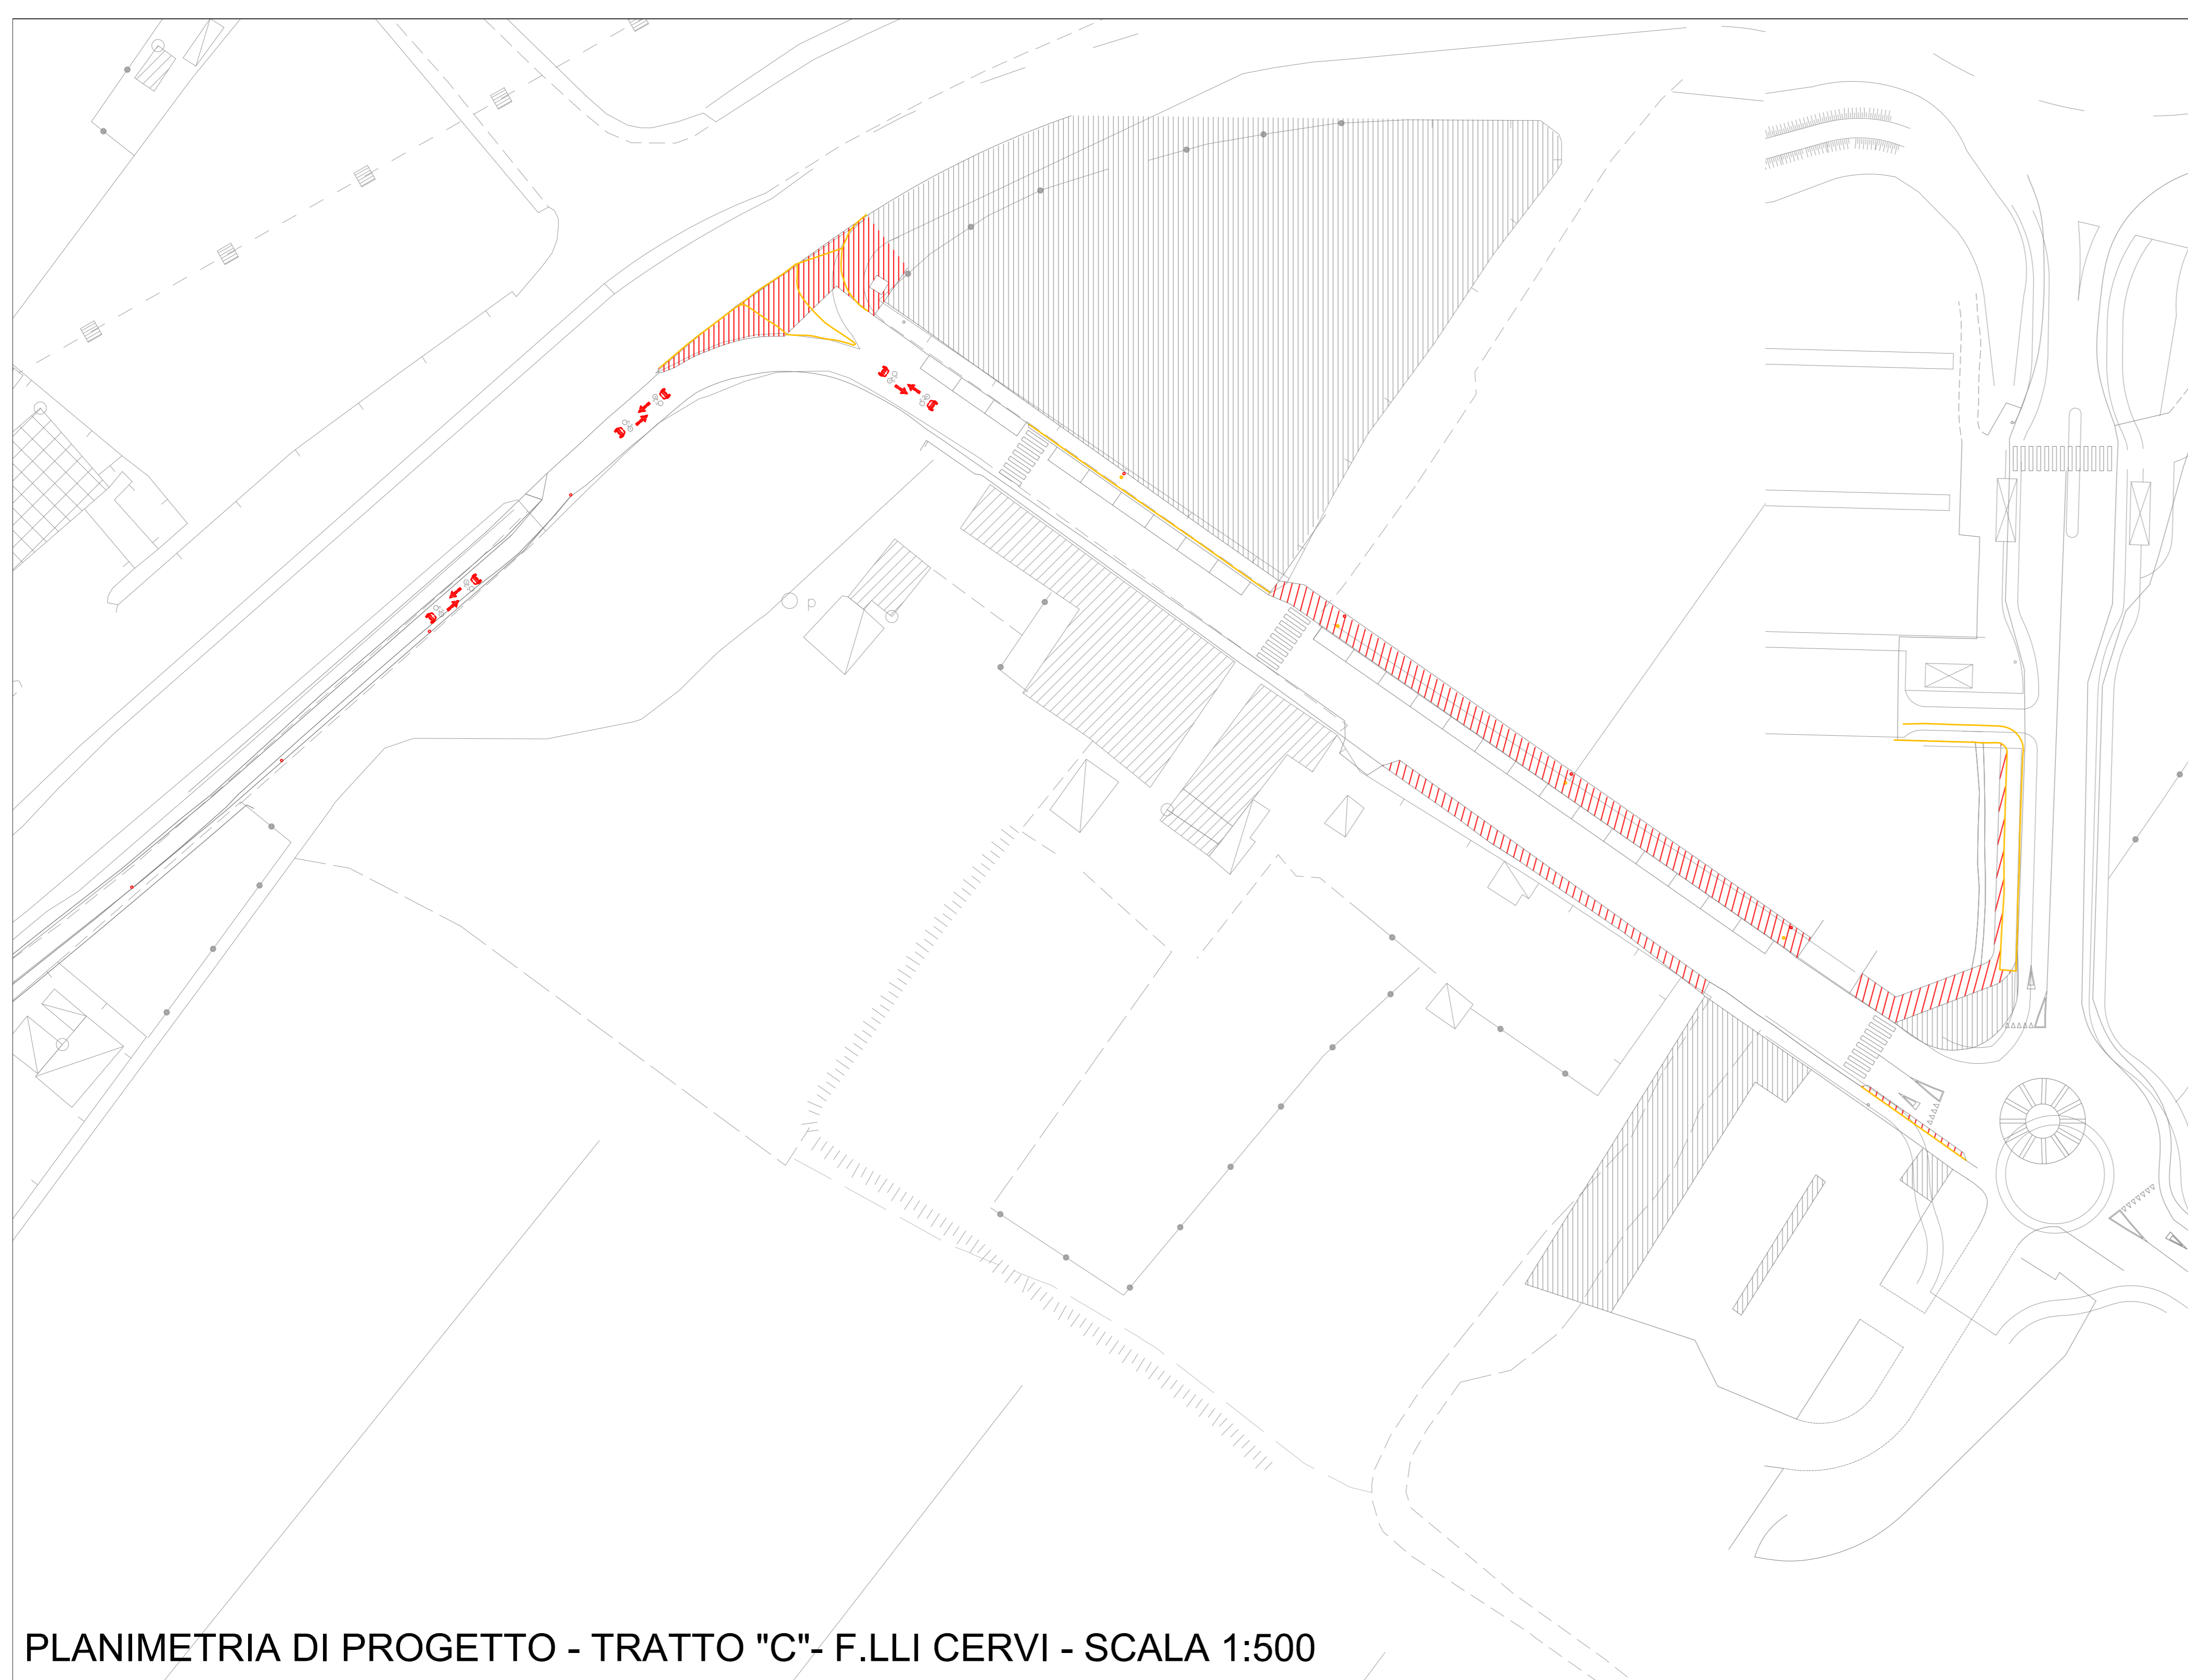 p
PLANIMETRIA DI PROGETTO - TRATTO "C"- F.LLI CERVI - SCALA 1:500